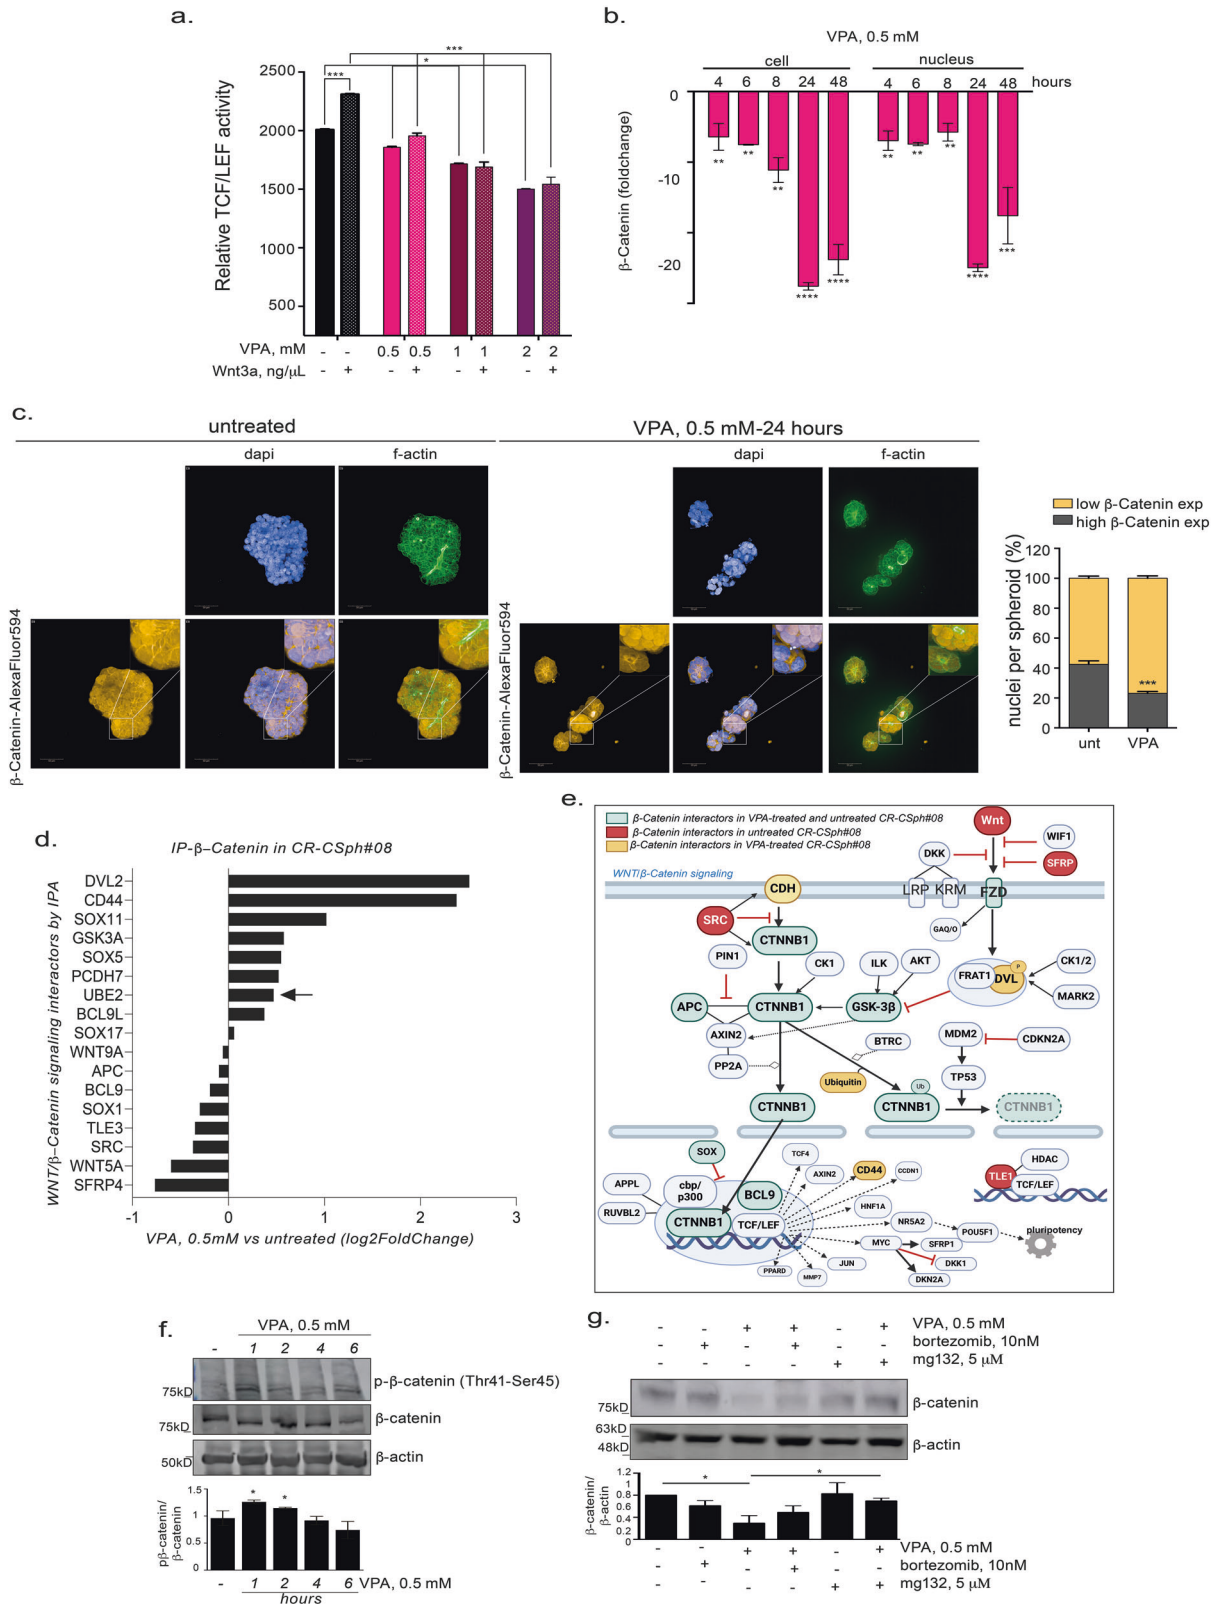 a.
Relative TCF/LEF activity
2500
2000
1500
1000
500
***
***
*
VPA, mM - - 0.5 0.5 1 1 2 2
Wnt3a, ng/μL - + - + - + - +
b.
VPA, 0.5 mM
cell nucleus
4 6 8 24 48 4 6 8 24 48 hours
β-Catenin (foldchange)
0
-10
-20
** ** ** **** **** ** ** ** **** ***
c.
untreated
dapi f-actin
β-Catenin-AlexaFluor594
VPA, 0.5 mM-24 hours
dapi f-actin
β-Catenin-AlexaFluor594
low β-Catenin exp
high β-Catenin exp
nuclei per spheroid (%)
120
100
80
60
40
20
0
***
unt VPA
d.
IP-β–Catenin in CR-CSph#08
WNT/β-Catenin signaling interactors by IPA
DVL2
CD44
SOX11
GSK3A
SOX5
PCDH7
UBE2
BCL9L
SOX17
WNT9A
APC
BCL9
SOX1
TLE3
SRC
WNT5A
SFRP4
-1 0 1 2 3
VPA, 0.5mM vs untreated (log2FoldChange)
e.
β-Catenin interactors in VPA-treated and untreated CR-CSph#08
β-Catenin interactors in untreated CR-CSph#08
β-Catenin interactors in VPA-treated CR-CSph#08
WNT/β-Catenin signaling
Wnt
WIF1
DKK
SFRP
CDH
LRP KRM FZD
SRC
CTNNB1
GAQ/O
PIN1
CK1
ILK
AKT
FRAT1
DVL
P
CK1/2
MARK2
APC
CTNNB1
GSK-3β
AXIN2
BTRC
MDM2
CDKN2A
PP2A
Ubiquitin
TP53
CTNNB1
Ub
CTNNB1
CTNNB1
SOX
TCF4
AXIN2
CD44
CCDN1
HDAC
TLE1
TCF/LEF
APPL
cbp/
p300
BCL9
RUVBL2
CTNNB1
TCF/LEF
HNF1A
NR5A2
POU5F1
pluripotency
MYC
SFRP1
DKK1
DKN2A
JUN
PPARD
MMP7
f.
VPA, 0.5 mM
- 1 2 4 6
75kD
p-β-catenin (Thr41-Ser45)
75kD
β-catenin
50kD
β-actin
pβ-catenin/
β-catenin
1.5
1
0.5
0
* *
- 1 2 4 6 VPA, 0.5 mM
hours
g.
- - + + - + VPA, 0.5 mM
- + - + - - bortezomib, 10nM
- - - - + + mg132, 5 μM
75kD
β-catenin
63kD
48kD
β-actin
β-catenin/
β-actin
1.2
0.8
0.4
0
* *
- - + + - + VPA, 0.5 mM
- + - + - - bortezomib, 10nM
- - - - + + mg132, 5 μM